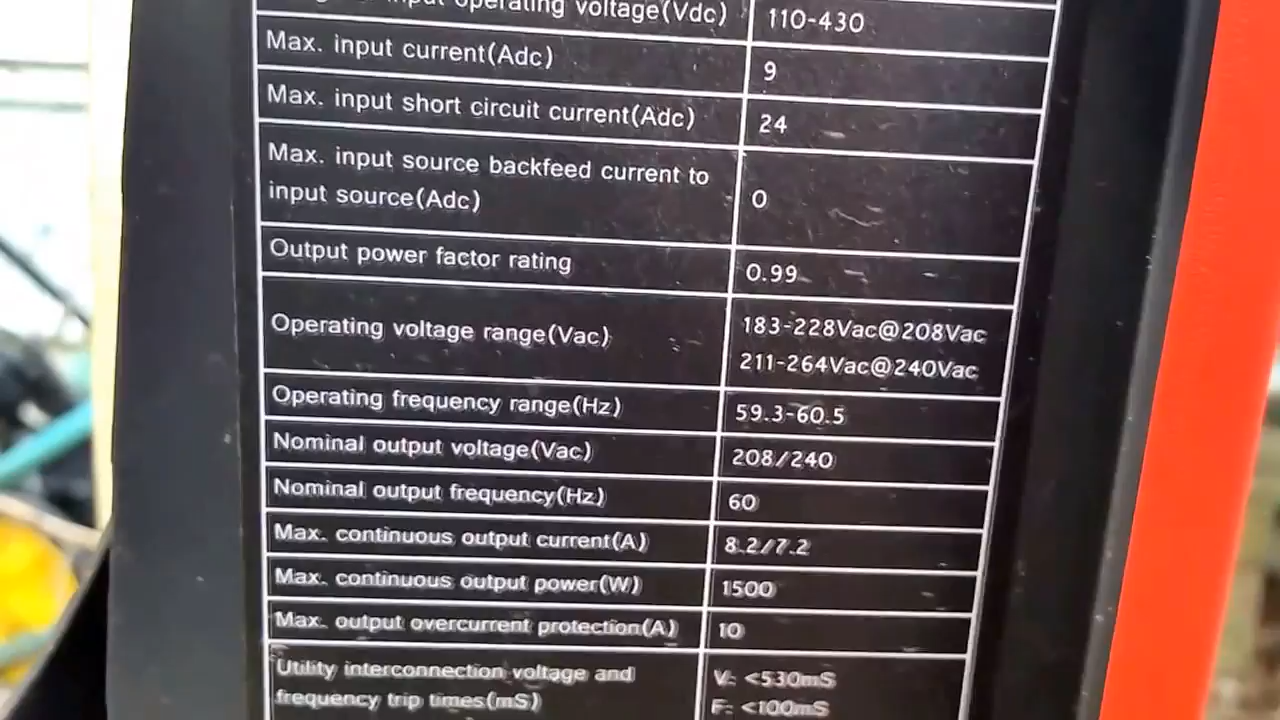 input operating voltage(Vdc) 110-430
Max. input current(Adc) 9
Max. input short circuit current(Adc) 24
Max. input source backfeed current to
input source(Adc) 0
Output power factor rating 0.99
Operating voltage range(Vac) 183-228Vac@208Vac
211-264Vac@240Vac
Operating frequency range(Hz) 59.3-60.5
Nominal output voltage(Vac) 208/240
Nominal output frequency(Hz) 60
Max. continuous output current(A) 8.2/7.2
Max. continuous output power(W) 1500
Max. output overcurrent protection(A) 10
Utility interconnection voltage and V: <530mS
frequency trip times(mS) F: <100mS